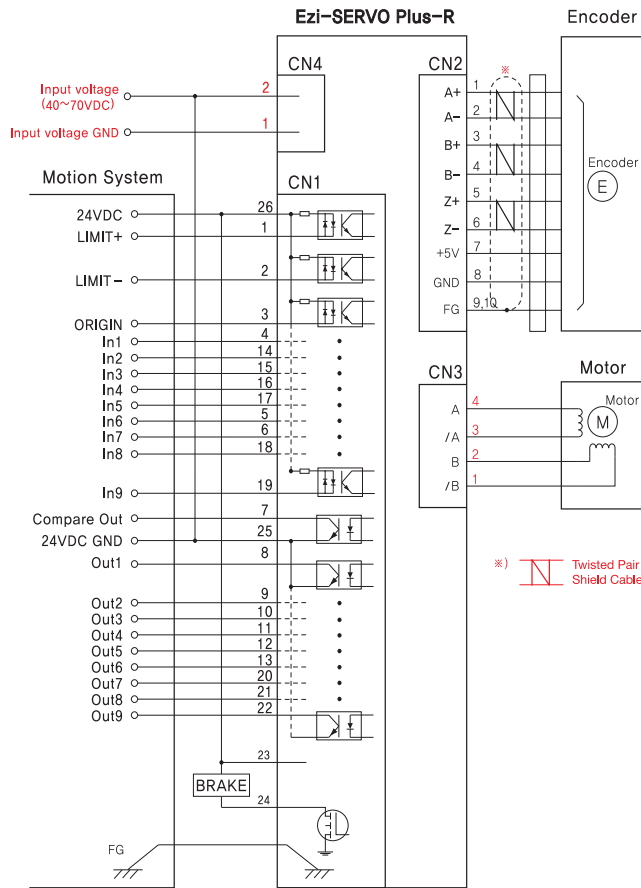 Ezi-SERVO Plus-R
Encoder
CN4
CN2
Input voltage
(40~70VDC)
2
Input voltage GND
1
※
A+ 1
A- 2
B+ 3
B- 4
Z+ 5
Z- 6
+5V 7
GND 8
FG 9,10
Encoder
E
Motion System
CN1
24VDC 26
LIMIT+ 1
LIMIT- 2
ORIGIN 3
In1 4
In2 14
In3 15
In4 16
In5 17
In6 5
In7 6
In8 18
In9 19
Compare Out 7
24VDC GND 25
Out1 8
Out2 9
Out3 10
Out4 11
Out5 12
Out6 13
Out7 20
Out8 21
Out9 22
23
BRAKE
24
FG
CN3
Motor
A 4
/A 3
B 2
/B 1
Motor
M
※) Twisted Pair
Shield Cable